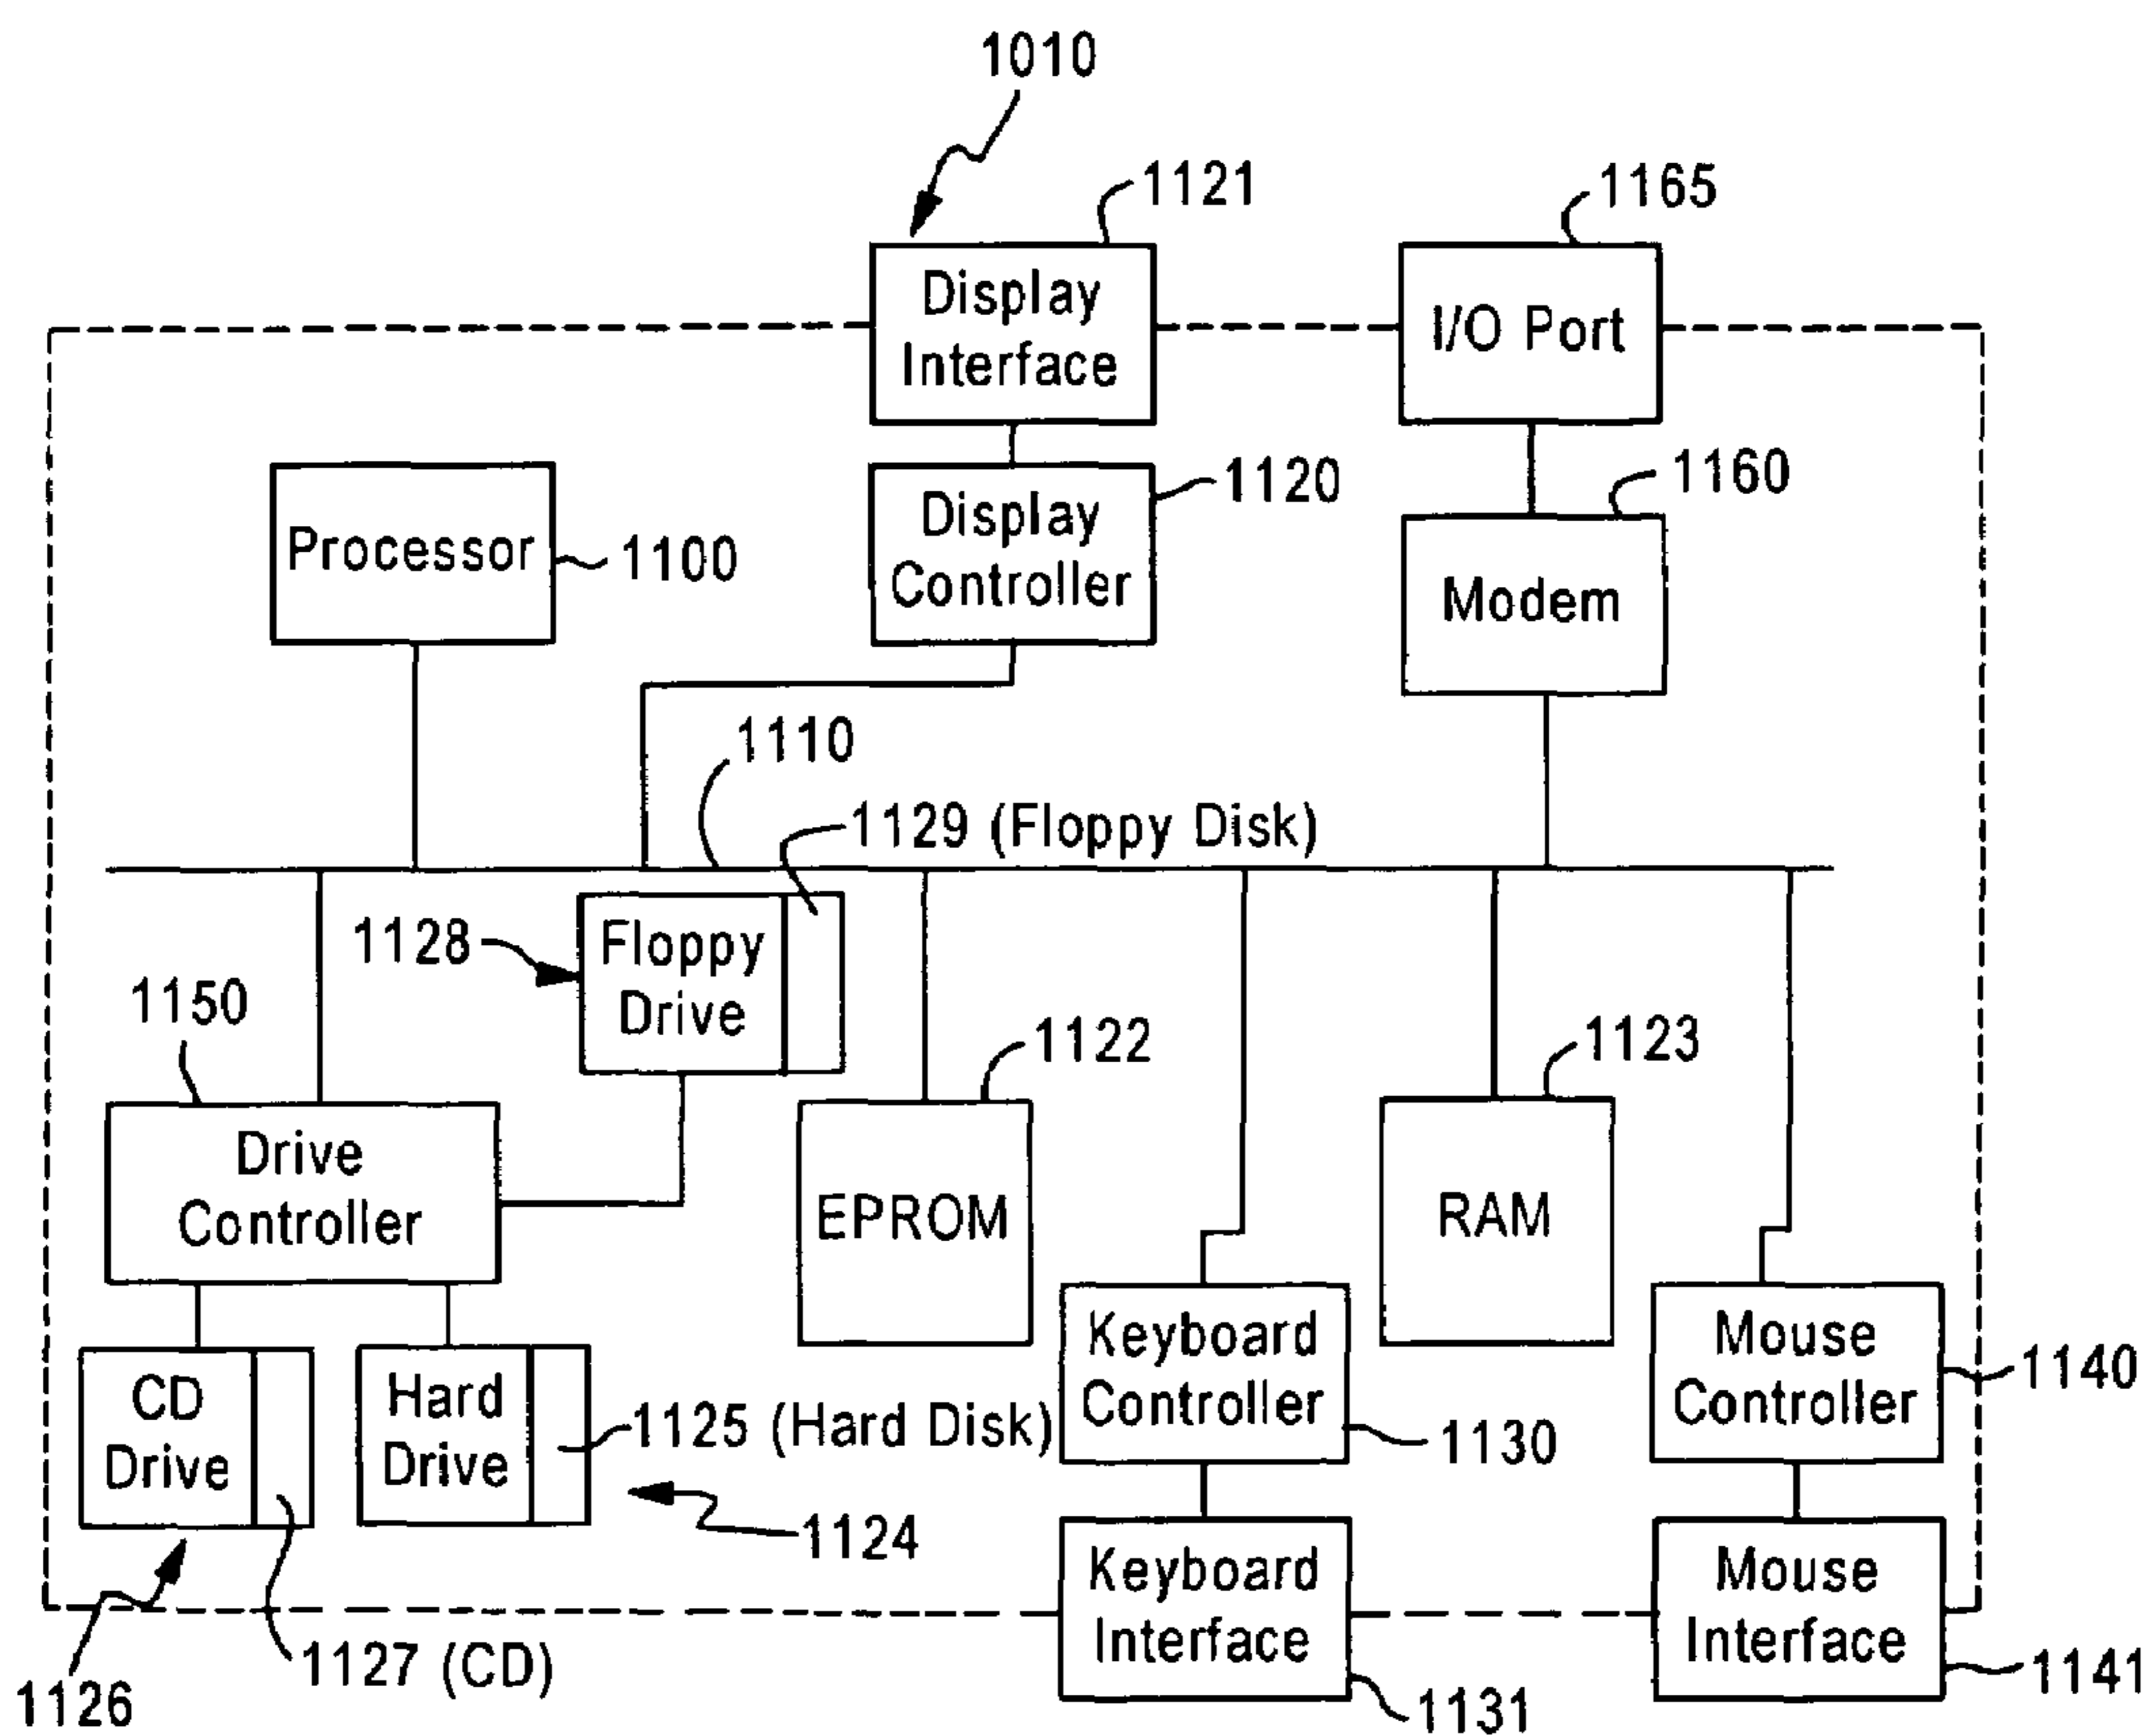 1010
1121
1165
Display
Interface
I/O Port
1120
1160
Display
Controller
Processor
1100
Modem
1110
1129 (Floppy Disk)
1128
Floppy
Drive
1150
1122
1123
Drive
Controller
EPROM
RAM
Keyboard
Controller
Mouse
Controller
1140
CD
Drive
Hard
Drive
1125 (Hard Disk)
1130
1124
Keyboard
Interface
Mouse
Interface
1127 (CD)
1126
1131
1141